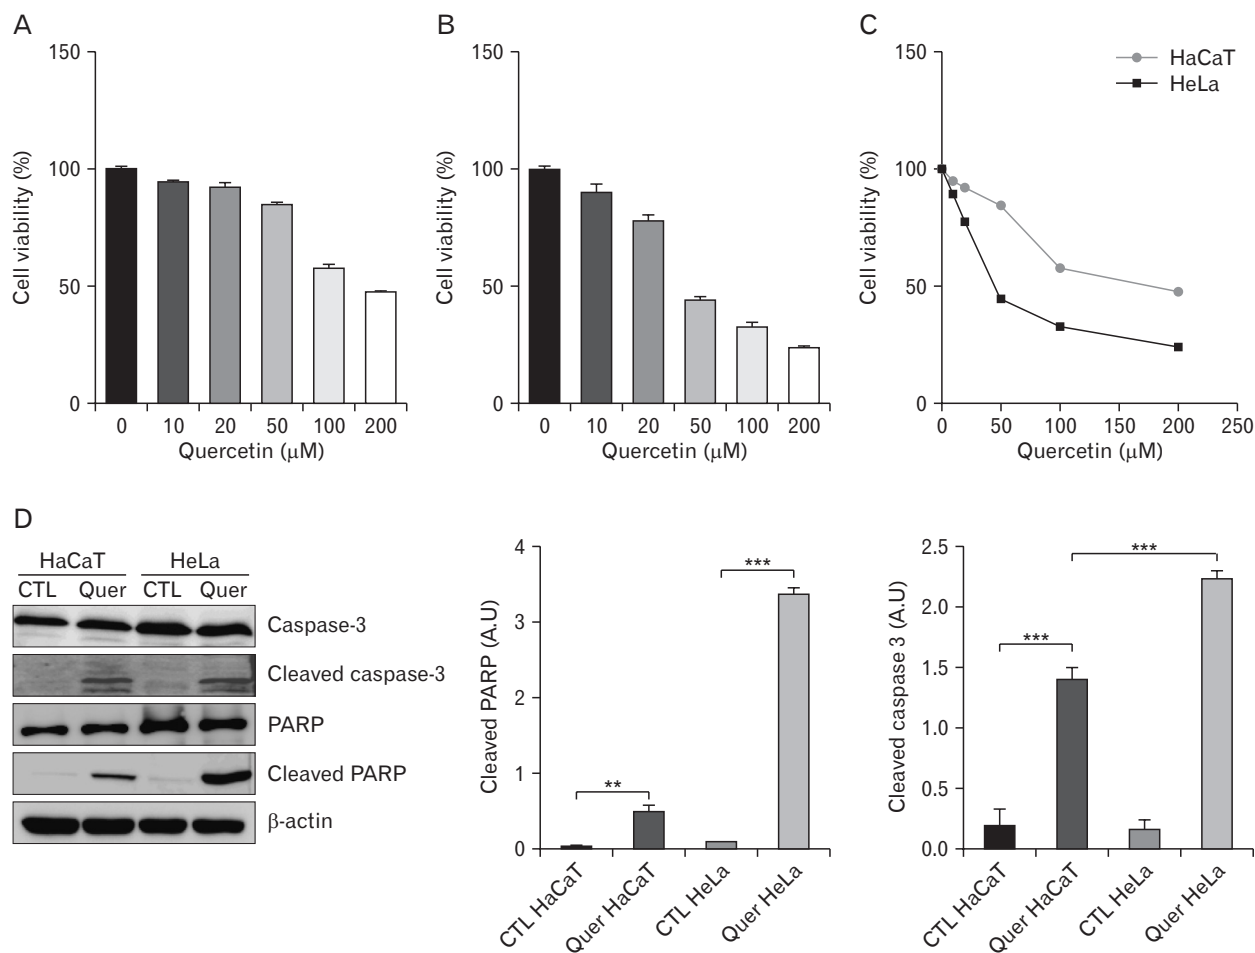 A
150
100
50
0
Cell viability (%)
0 10 20 50 100 200
Quercetin (μM)
B
150
100
50
0
Cell viability (%)
0 10 20 50 100 200
Quercetin (μM)
C
150
100
50
0
Cell viability (%)
HaCaT
HeLa
0 50 100 150 200 250
Quercetin (μM)
D
HaCaT HeLa
CTL Quer CTL Quer
Caspase-3
Cleaved caspase-3
PARP
Cleaved PARP
β-actin
4
3
2
1
0
Cleaved PARP (A.U)
**
***
CTL HaCaT
Quer HaCaT
CTL HeLa
Quer HeLa
2.5
2.0
1.5
1.0
0.5
0.0
Cleaved caspase 3 (A.U)
***
***
CTL HaCaT
Quer HaCaT
CTL HeLa
Quer HeLa